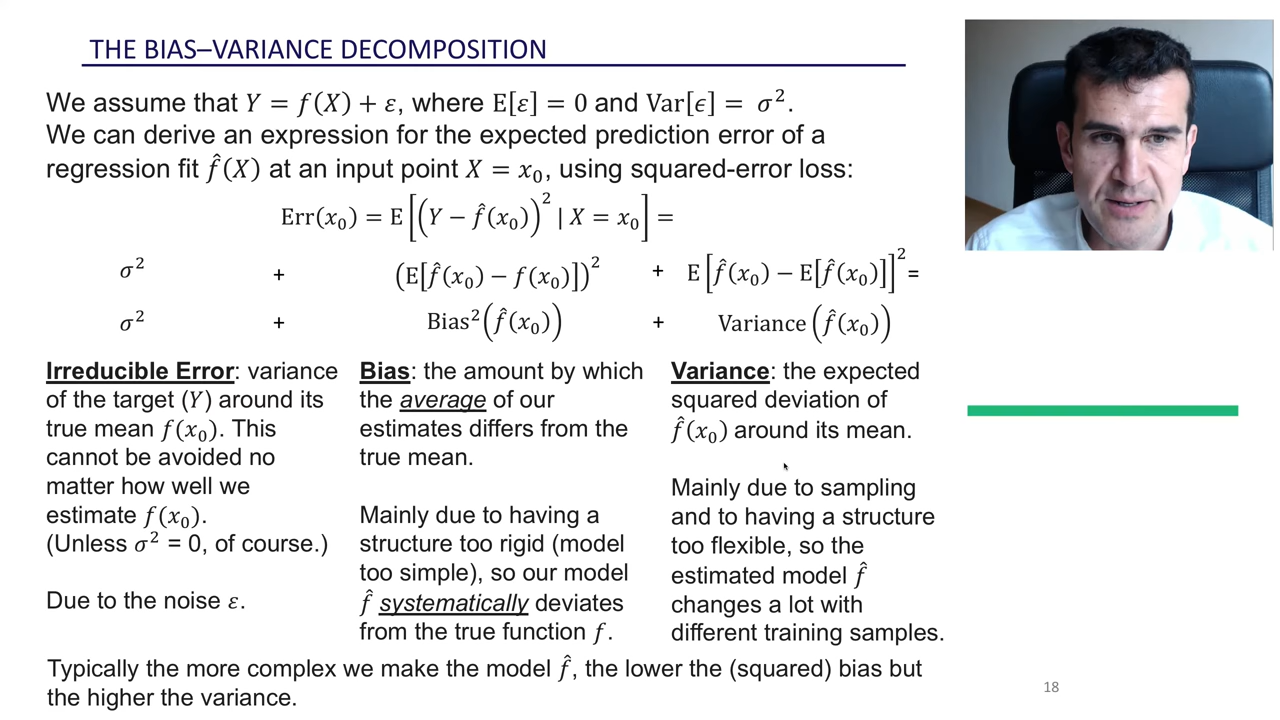 THE BIAS–VARIANCE DECOMPOSITION
We assume that Y = f(X) + ε, where E[ε] = 0 and Var[ϵ] = σ².
We can derive an expression for the expected prediction error of a
regression fit f̂(X) at an input point X = x₀, using squared-error loss:
Err(x₀) = E[(Y − f̂(x₀))² | X = x₀] =
σ² + (E[f̂(x₀) − f(x₀)])² + E[f̂(x₀) − E[f̂(x₀)]]² =
σ² + Bias²(f̂(x₀)) + Variance(f̂(x₀))
Irreducible Error: variance
of the target (Y) around its
true mean f(x₀). This
cannot be avoided no
matter how well we
estimate f(x₀).
(Unless σ² = 0, of course.)
Due to the noise ε.
Bias: the amount by which
the average of our
estimates differs from the
true mean.
Mainly due to having a
structure too rigid (model
too simple), so our model
f̂ systematically deviates
from the true function f.
Variance: the expected
squared deviation of
f̂(x₀) around its mean.
Mainly due to sampling
and to having a structure
too flexible, so the
estimated model f̂
changes a lot with
different training samples.
Typically the more complex we make the model f̂, the lower the (squared) bias but
the higher the variance.
18